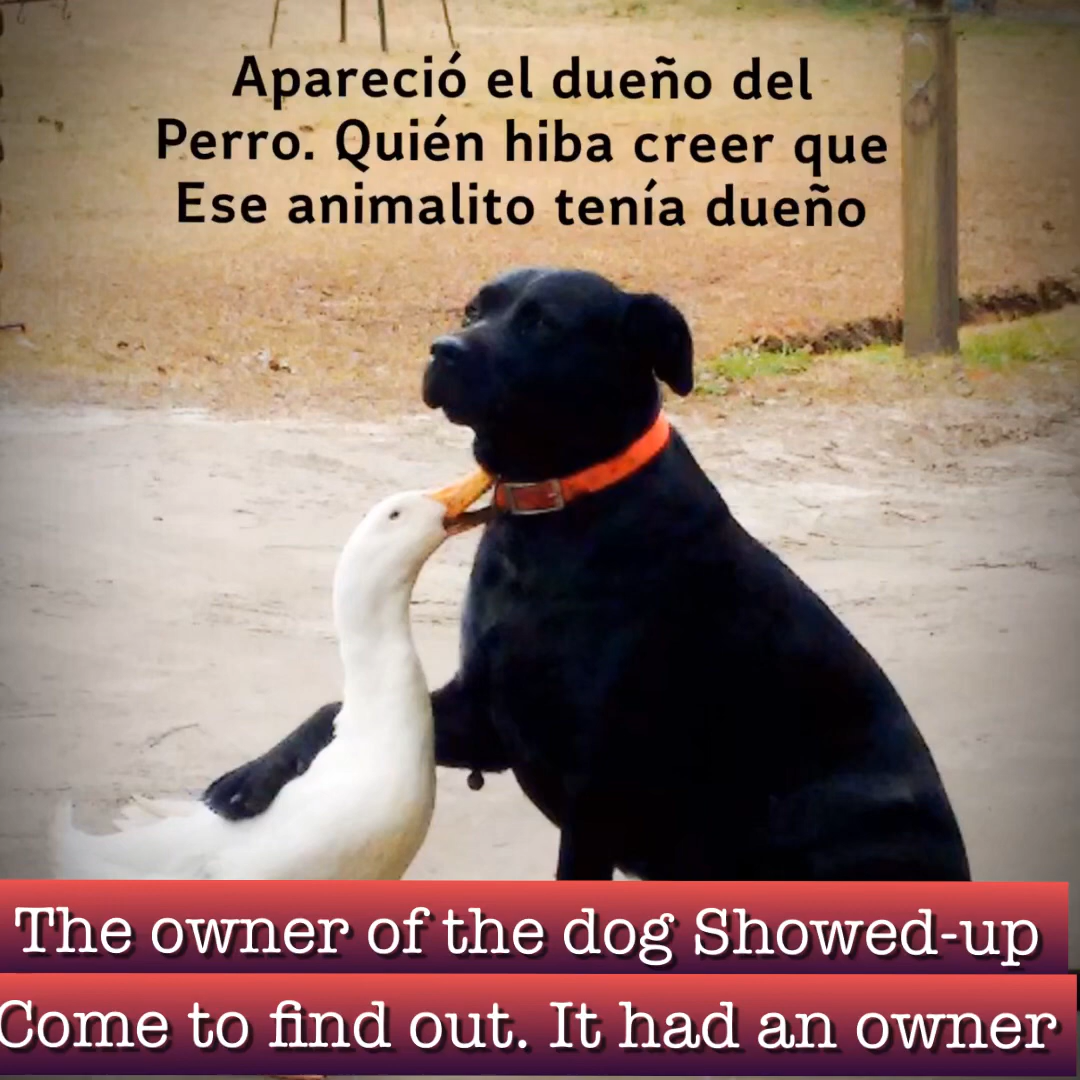 Apareció el dueño del
Perro. Quién hiba creer que
Ese animalito tenía dueño
The owner of the dog Showed-up
Come to find out. It had an owner